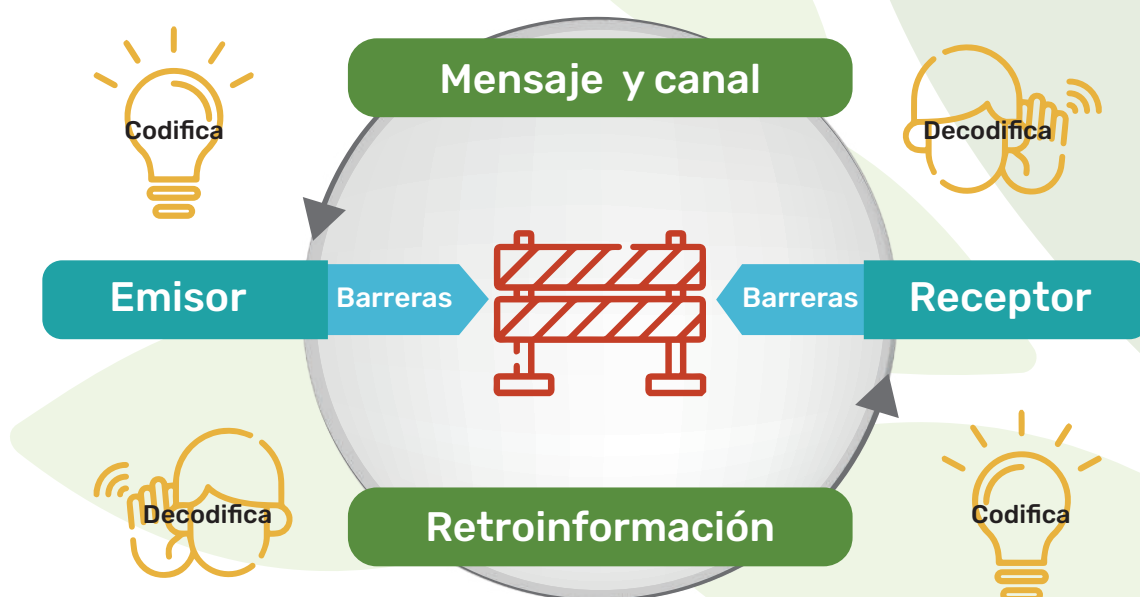 Mensaje y canal
Codifica
Decodifica
Emisor
Barreras
Barreras
Receptor
Decodifica
Retroinformación
Codifica